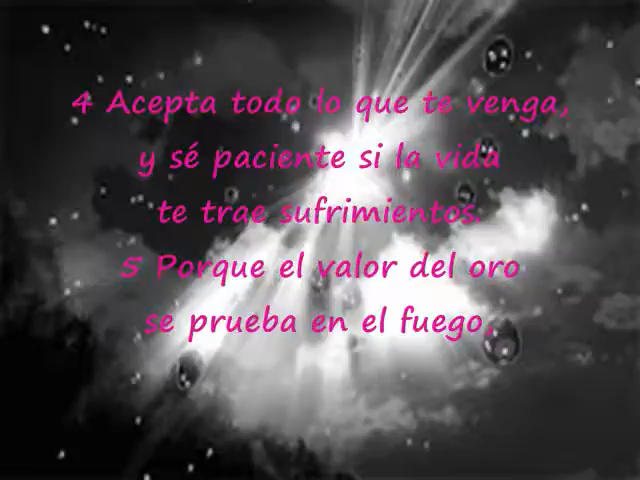 4 Acepta todo lo que te venga,
y sé paciente si la vida
te trae sufrimientos.
5 Porque el valor del oro
se prueba en el fuego,